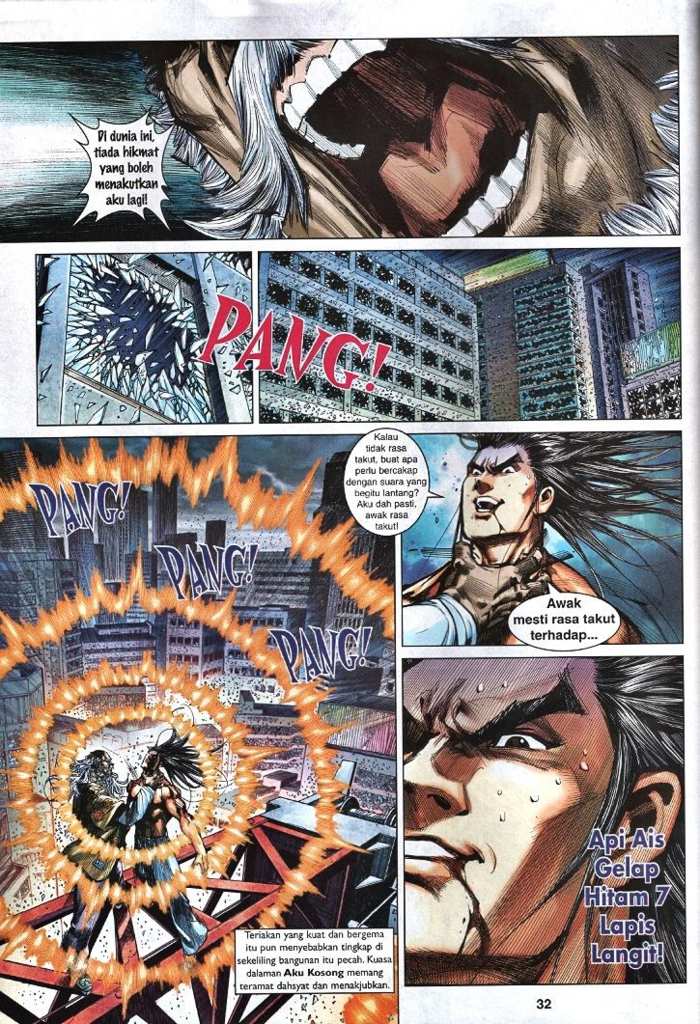 Di dunia ini,
tiada hikmat
yang boleh
menakutkan
aku lagi!
PANG!
Kalau
tidak rasa
takut, buat apa
perlu bercakap
dengan suara yang
begitu lantang?
Aku dah pasti,
awak rasa
takut!
PANG!
PANG!
PANG!
Awak
mesti rasa takut
terhadap...
Api Ais
Gelap
Hitam 7
Lapis
Langit!
Teriakan yang kuat dan bergema
itu pun menyebabkan tingkap di
sekeliling bangunan itu pecah. Kuasa
dalaman Aku Kosong memang
teramat dahsyat dan menakjubkan.
32